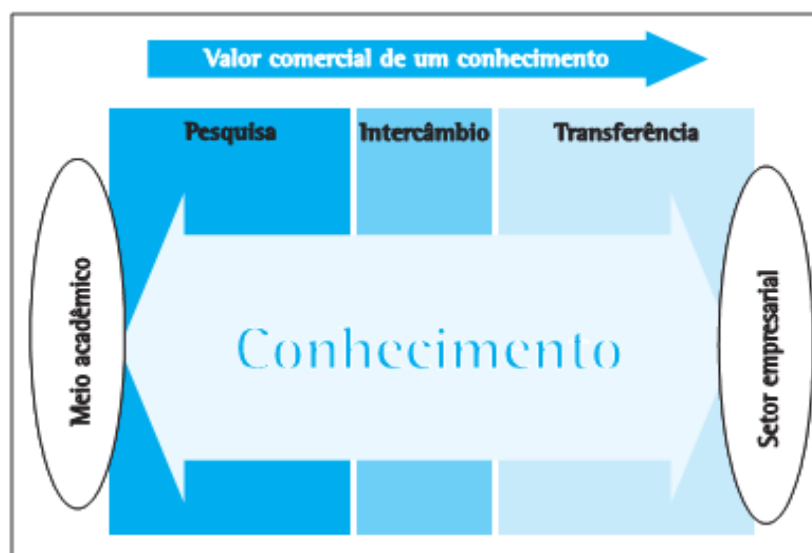 Valor comercial de um conhecimento
Pesquisa
Intercâmbio
Transferência
Meio acadêmico
Conhecimento
Setor empresarial